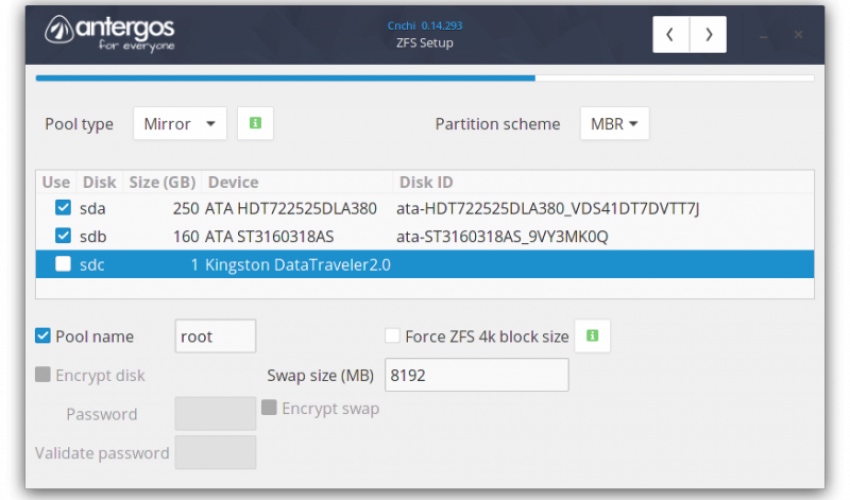 antergos
for everyone
Cnchi 0.14.293
ZFS Setup
Pool type Mirror Partition scheme MBR
Use Disk Size (GB) Device Disk ID
sda 250 ATA HDT722525DLA380 ata-HDT722525DLA380_VDS41DT7DVTT7J
sdb 160 ATA ST3160318AS ata-ST3160318AS_9VY3MK0Q
sdc 1 Kingston DataTraveler2.0
Pool name root Force ZFS 4k block size
Encrypt disk Swap size (MB) 8192
Password Encrypt swap
Validate password